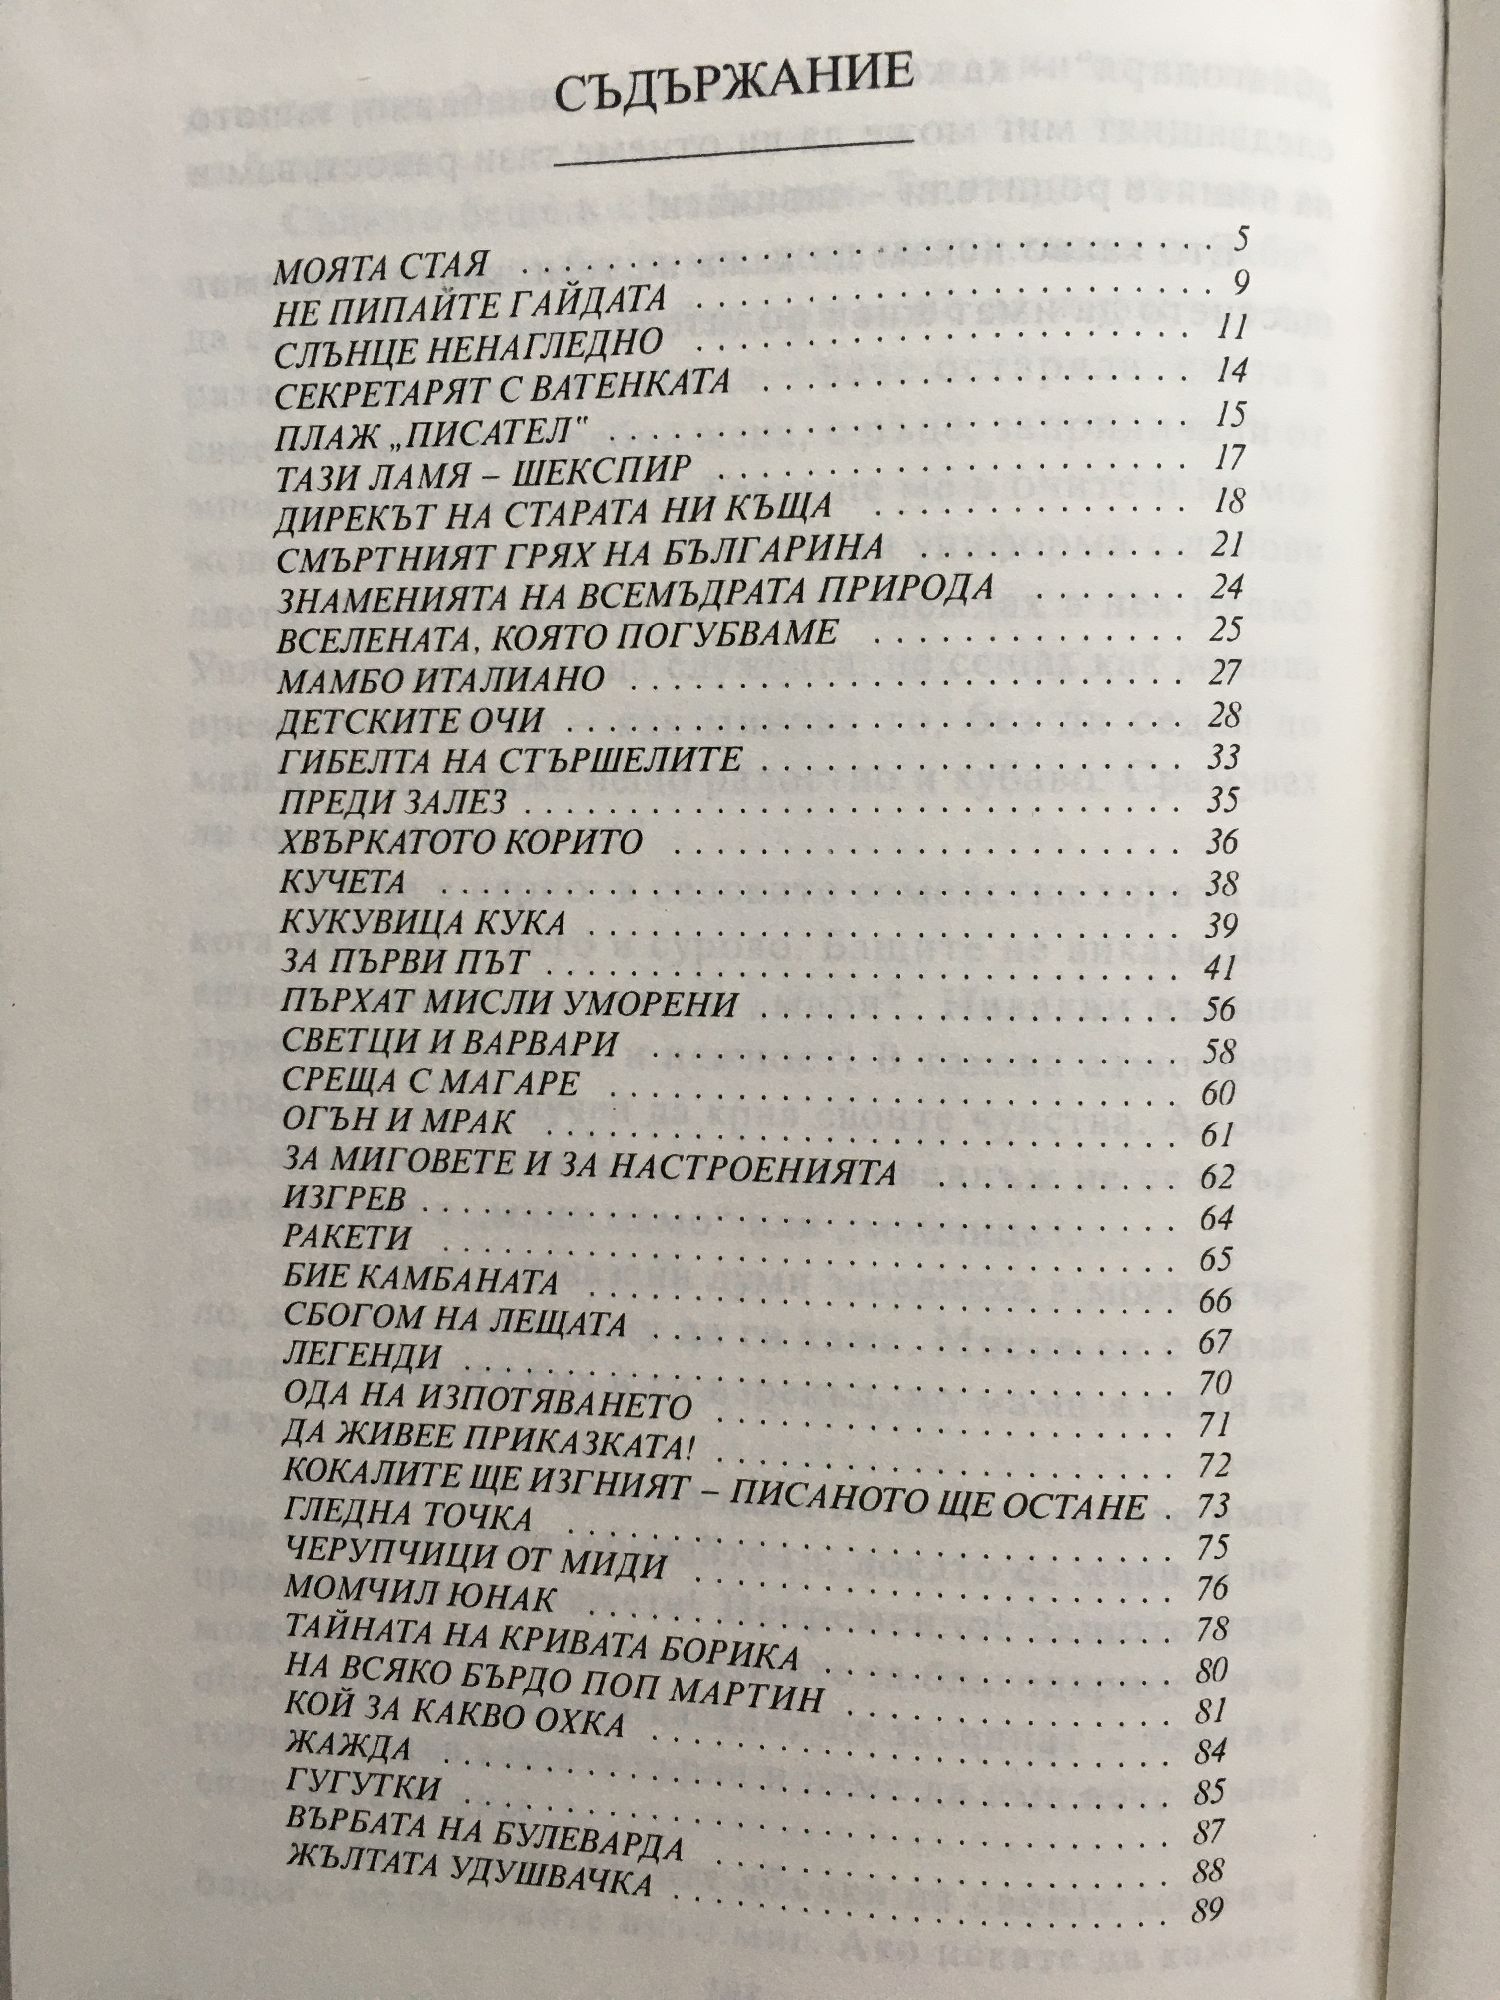 СЪДЪРЖАНИЕ
МОЯТА СТАЯ . . . . . . . . . . . . . . . . . . . . . . . . . . 5
НЕ ПИПАЙТЕ ГАЙДАТА . . . . . . . . . . . . . . . . . . . 9
СЛЪНЦЕ НЕНАГЛЕДНО . . . . . . . . . . . . . . . . . . . 11
СЕКРЕТАРЯТ С ВАТЕНКАТА . . . . . . . . . . . . . . . . 14
ПЛАЖ „ПИСАТЕЛ" . . . . . . . . . . . . . . . . . . . . . . 15
ТАЗИ ЛАМЯ – ШЕКСПИР . . . . . . . . . . . . . . . . . . 17
ДИРЕКЪТ НА СТАРАТА НИ КЪЩА . . . . . . . . . . . . 18
СМЪРТНИЯТ ГРЯХ НА БЪЛГАРИНА . . . . . . . . . . 21
ЗНАМЕНИЯТА НА ВСЕМЪДРАТА ПРИРОДА . . . . . . 24
ВСЕЛЕНАТА, КОЯТО ПОГУБВАМЕ . . . . . . . . . . . . 25
МАМБО ИТАЛИАНО . . . . . . . . . . . . . . . . . . . . . 27
ДЕТСКИТЕ ОЧИ . . . . . . . . . . . . . . . . . . . . . . . 28
ГИБЕЛТА НА СТЪРШЕЛИТЕ . . . . . . . . . . . . . . . . 33
ПРЕДИ ЗАЛЕЗ . . . . . . . . . . . . . . . . . . . . . . . . 35
ХВЪРКАТОТО КОРИТО . . . . . . . . . . . . . . . . . . . 36
КУЧЕТА . . . . . . . . . . . . . . . . . . . . . . . . . . . . 38
КУКУВИЦА КУКА . . . . . . . . . . . . . . . . . . . . . . 39
ЗА ПЪРВИ ПЪТ . . . . . . . . . . . . . . . . . . . . . . . 41
ПЪРХАТ МИСЛИ УМОРЕНИ . . . . . . . . . . . . . . . . 56
СВЕТЦИ И ВАРВАРИ . . . . . . . . . . . . . . . . . . . . 58
СРЕЩА С МАГАРЕ . . . . . . . . . . . . . . . . . . . . . 60
ОГЪН И МРАК . . . . . . . . . . . . . . . . . . . . . . . 61
ЗА МИГОВЕТЕ И ЗА НАСТРОЕНИЯТА . . . . . . . . . 62
ИЗГРЕВ . . . . . . . . . . . . . . . . . . . . . . . . . . . . 64
РАКЕТИ . . . . . . . . . . . . . . . . . . . . . . . . . . . 65
БИЕ КАМБАНАТА . . . . . . . . . . . . . . . . . . . . . 66
СБОГОМ НА ЛЕЩАТА . . . . . . . . . . . . . . . . . . . 67
ЛЕГЕНДИ . . . . . . . . . . . . . . . . . . . . . . . . . . 70
ОДА НА ИЗПОТЯВАНЕТО . . . . . . . . . . . . . . . . . 71
ДА ЖИВЕЕ ПРИКАЗКАТА! . . . . . . . . . . . . . . . . 72
КОКАЛИТЕ ЩЕ ИЗГНИЯТ – ПИСАНОТО ЩЕ ОСТАНЕ . 73
ГЛЕДНА ТОЧКА . . . . . . . . . . . . . . . . . . . . . . 75
ЧЕРУПЧИЦИ ОТ МИДИ . . . . . . . . . . . . . . . . . . 76
МОМЧИЛ ЮНАК . . . . . . . . . . . . . . . . . . . . . . 78
ТАЙНАТА НА КРИВАТА БОРИКА . . . . . . . . . . . . 80
НА ВСЯКО БЪРДО ПОП МАРТИН . . . . . . . . . . . . 81
КОЙ ЗА КАКВО ОХКА . . . . . . . . . . . . . . . . . . . 84
ЖАЖДА . . . . . . . . . . . . . . . . . . . . . . . . . . . 85
ГУГУТКИ . . . . . . . . . . . . . . . . . . . . . . . . . . 87
ВЪРБАТА НА БУЛЕВАРДА . . . . . . . . . . . . . . . . 88
ЖЪЛТАТА УДУШВАЧКА . . . . . . . . . . . . . . . . . . 89